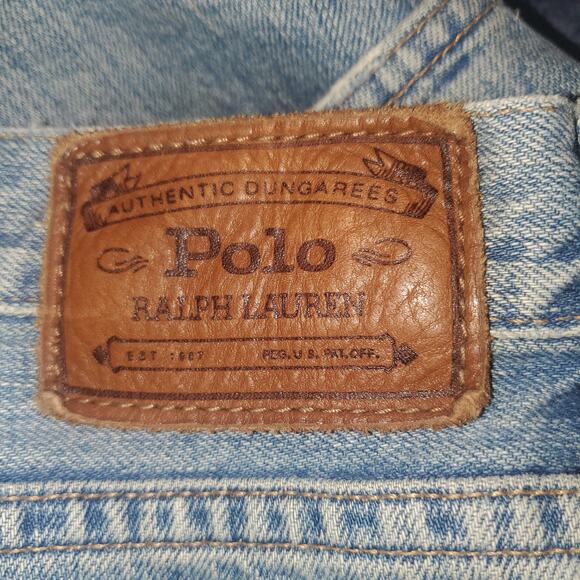 AUTHENTIC DUNGAREES
Polo
RALPH LAUREN
EST 1967 REG. U.S. PAT. OFF.